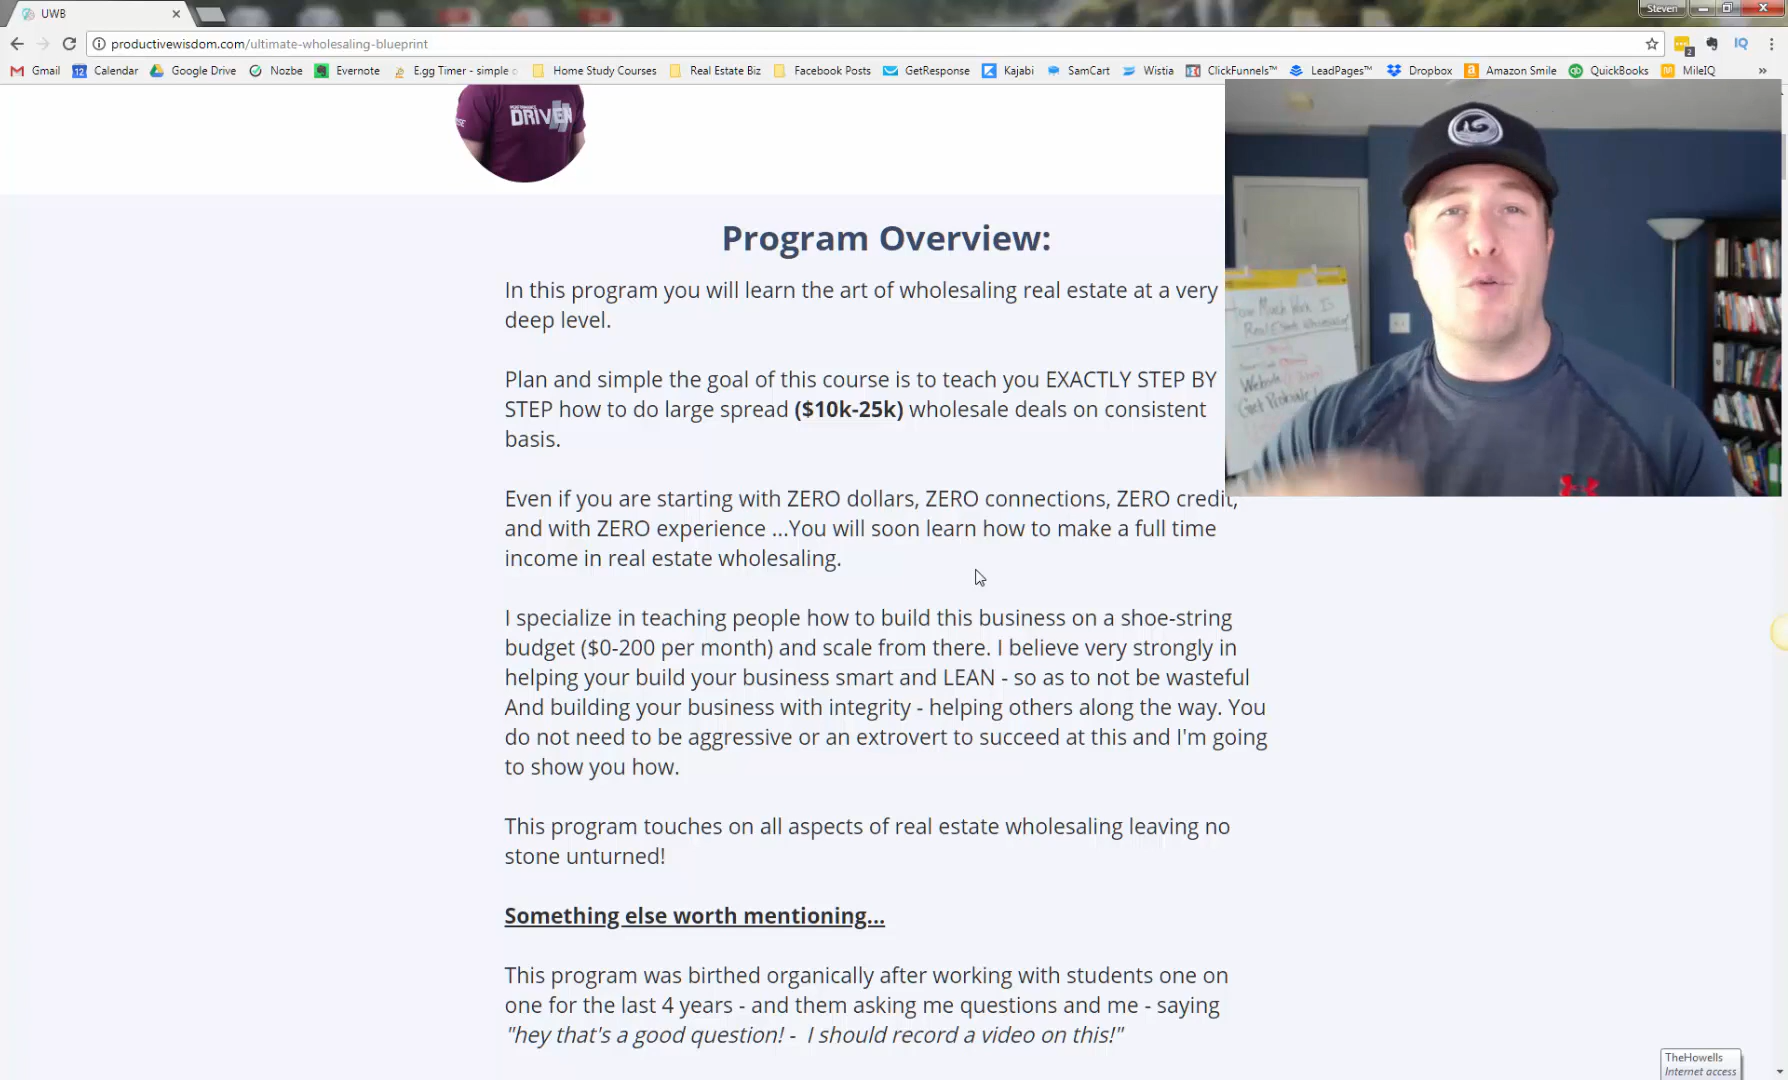 UWB
Steven
productivewisdom.com/ultimate-wholesaling-blueprint
IQ
Gmail
Calendar
Google Drive
Nozbe
Evernote
E.gg Timer - simple c
Home Study Courses
Real Estate Biz
Facebook Posts
GetResponse
Kajabi
SamCart
Wistia
ClickFunnels™
LeadPages™
Dropbox
Amazon Smile
QuickBooks
MileIQ
»
DRIVEN
How Much Work Is
Real Estate Wholesaling
Website
Program Overview:
In this program you will learn the art of wholesaling real estate at a very
deep level.
Plan and simple the goal of this course is to teach you EXACTLY STEP BY
STEP how to do large spread ($10k-25k) wholesale deals on consistent
basis.
Even if you are starting with ZERO dollars, ZERO connections, ZERO credit,
and with ZERO experience ...You will soon learn how to make a full time
income in real estate wholesaling.
I specialize in teaching people how to build this business on a shoe-string
budget ($0-200 per month) and scale from there. I believe very strongly in
helping your build your business smart and LEAN - so as to not be wasteful
And building your business with integrity - helping others along the way. You
do not need to be aggressive or an extrovert to succeed at this and I'm going
to show you how.
This program touches on all aspects of real estate wholesaling leaving no
stone unturned!
Something else worth mentioning...
This program was birthed organically after working with students one on
one for the last 4 years - and them asking me questions and me - saying
"hey that's a good question! - I should record a video on this!"
TheHowells
Internet access